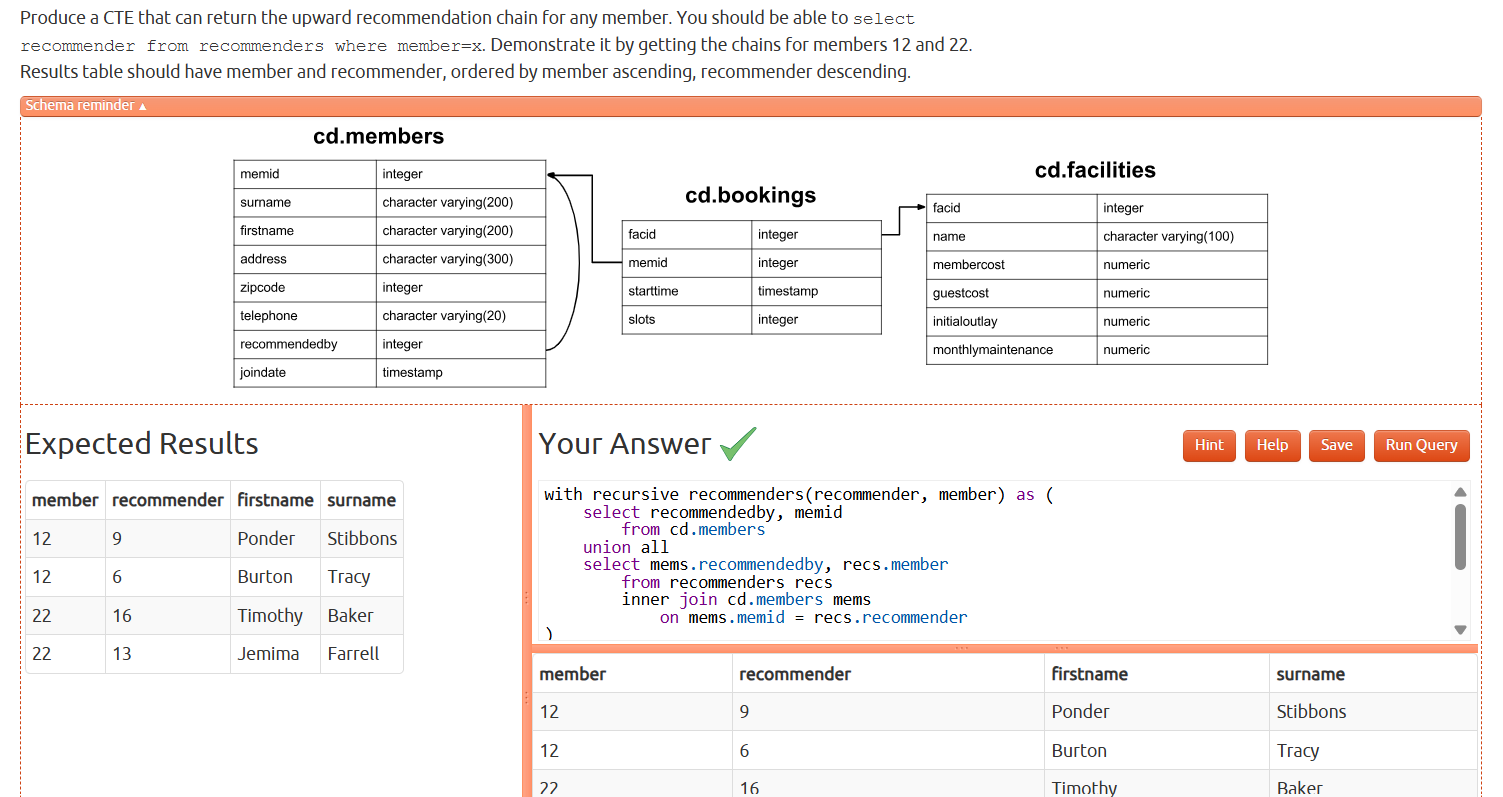 Produce a CTE that can return the upward recommendation chain for any member. You should be able to select
recommender from recommenders where member=x. Demonstrate it by getting the chains for members 12 and 22.
Results table should have member and recommender, ordered by member ascending, recommender descending.
Schema reminder ▲
cd.members
memid integer
surname character varying(200)
firstname character varying(200)
address character varying(300)
zipcode integer
telephone character varying(20)
recommendedby integer
joindate timestamp
cd.bookings
facid integer
memid integer
starttime timestamp
slots integer
cd.facilities
facid integer
name character varying(100)
membercost numeric
guestcost numeric
initialoutlay numeric
monthlymaintenance numeric
Expected Results
member recommender firstname surname
12 9 Ponder Stibbons
12 6 Burton Tracy
22 16 Timothy Baker
22 13 Jemima Farrell
Your Answer
Hint Help Save Run Query
with recursive recommenders(recommender, member) as (
    select recommendedby, memid
        from cd.members
    union all
    select mems.recommendedby, recs.member
        from recommenders recs
        inner join cd.members mems
            on mems.memid = recs.recommender
)
member recommender firstname surname
12 9 Ponder Stibbons
12 6 Burton Tracy
22 16 Timothy Baker